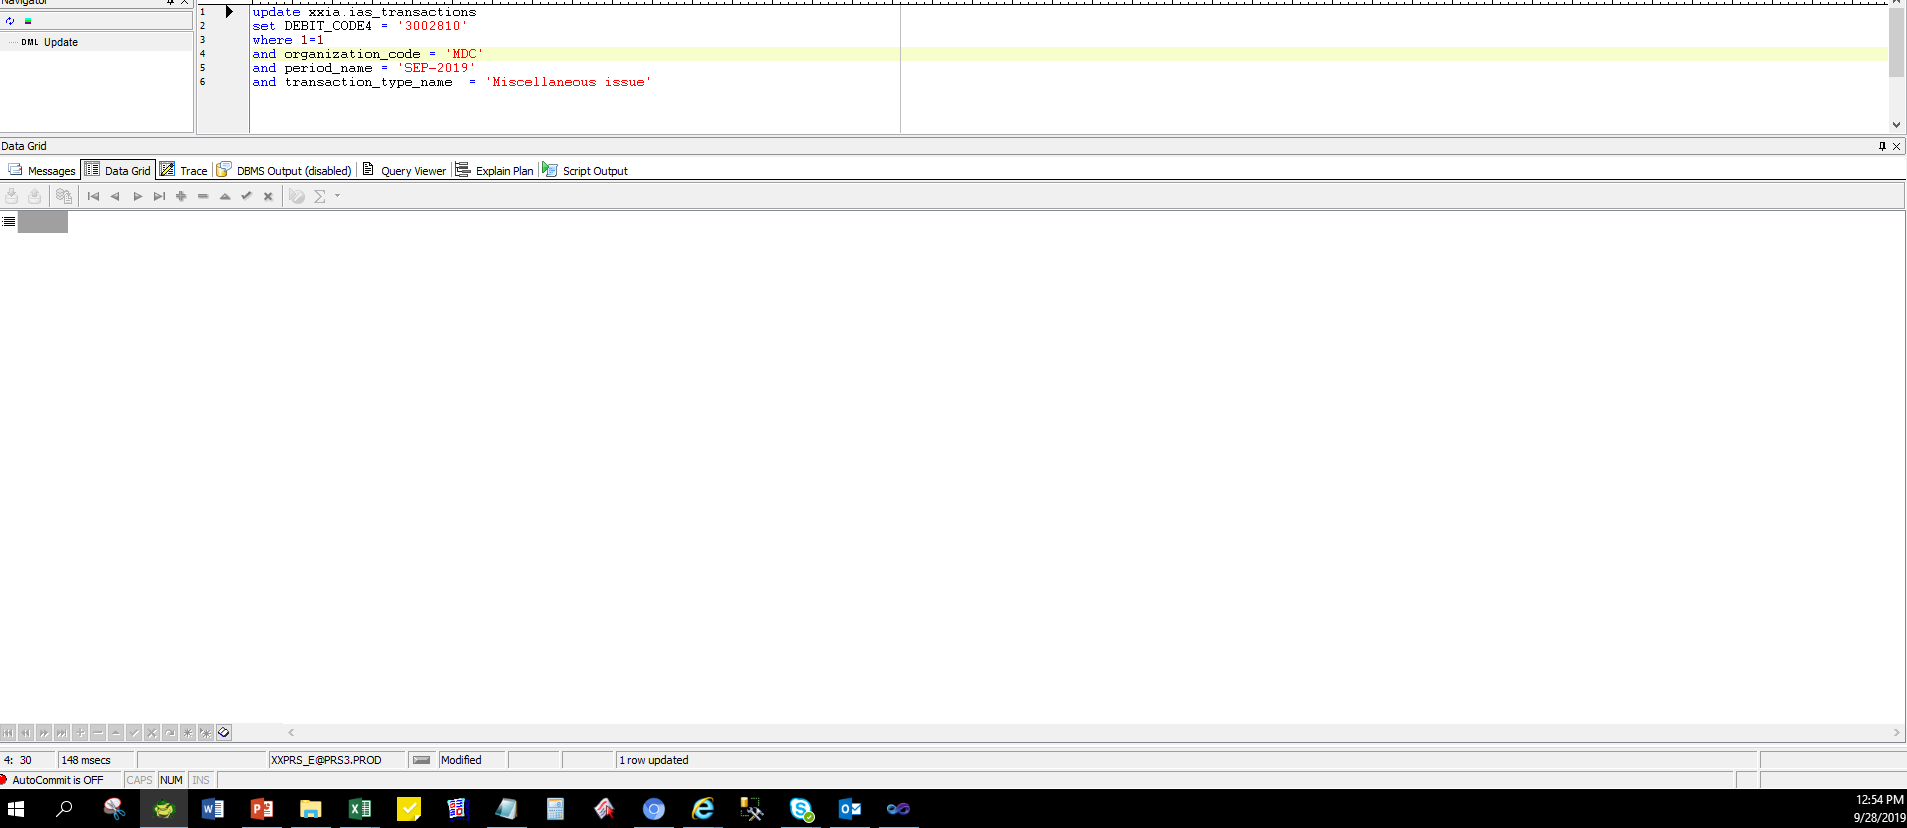 Navigator
DML Update
1 update xxia.ias_transactions
2 set DEBIT_CODE4 = '3002810'
3 where 1=1
4 and organization_code = 'MDC'
5 and period_name = 'SEP-2019'
6 and transaction_type_name  = 'Miscellaneous issue'
Data Grid
Messages Data Grid Trace DBMS Output (disabled) Query Viewer Explain Plan Script Output
4: 30 148 msecs XXPRS_E@PRS3.PROD Modified 1 row updated
AutoCommit is OFF CAPS NUM INS
12:54 PM
9/28/2019